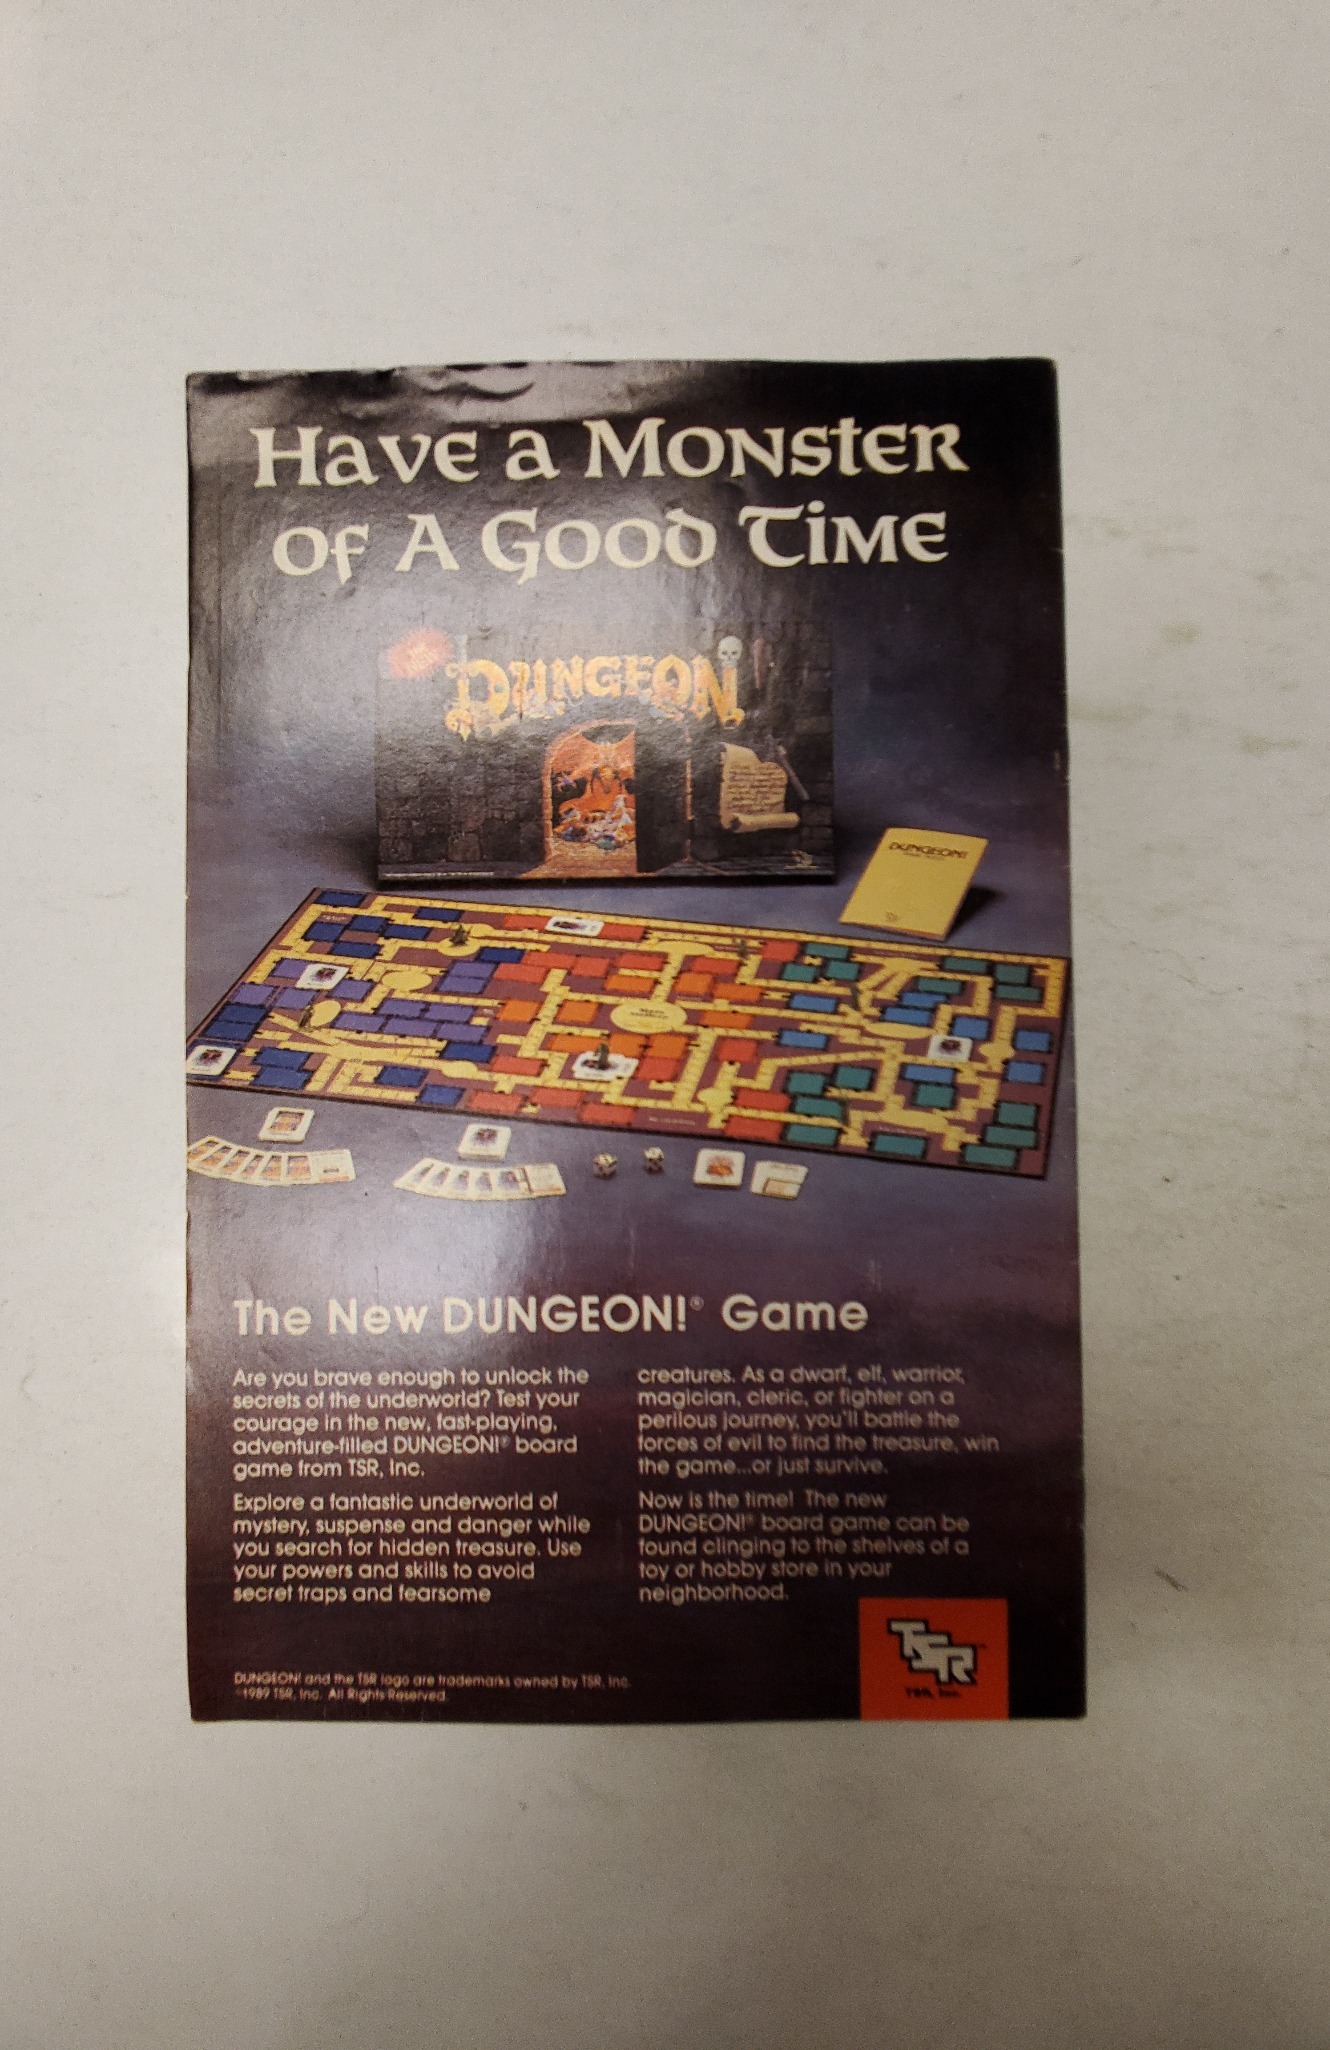 Have a Monster
of A Good Time
DUNGEON
DUNGEON!
The New DUNGEON!® Game
Are you brave enough to unlock the
secrets of the underworld? Test your
courage in the new, fast-playing,
adventure-filled DUNGEON!® board
game from TSR, Inc.
Explore a fantastic underworld of
mystery, suspense and danger while
you search for hidden treasure. Use
your powers and skills to avoid
secret traps and fearsome
creatures. As a dwarf, elf, warrior,
magician, cleric, or fighter on a
perilous journey, you'll battle the
forces of evil to find the treasure, win
the game...or just survive.
Now is the time! The new
DUNGEON!® board game can be
found clinging to the shelves of a
toy or hobby store in your
neighborhood.
DUNGEON! and the TSR logo are trademarks owned by TSR, Inc.
©1989 TSR, Inc. All Rights Reserved.
TSR™
TSR, Inc.